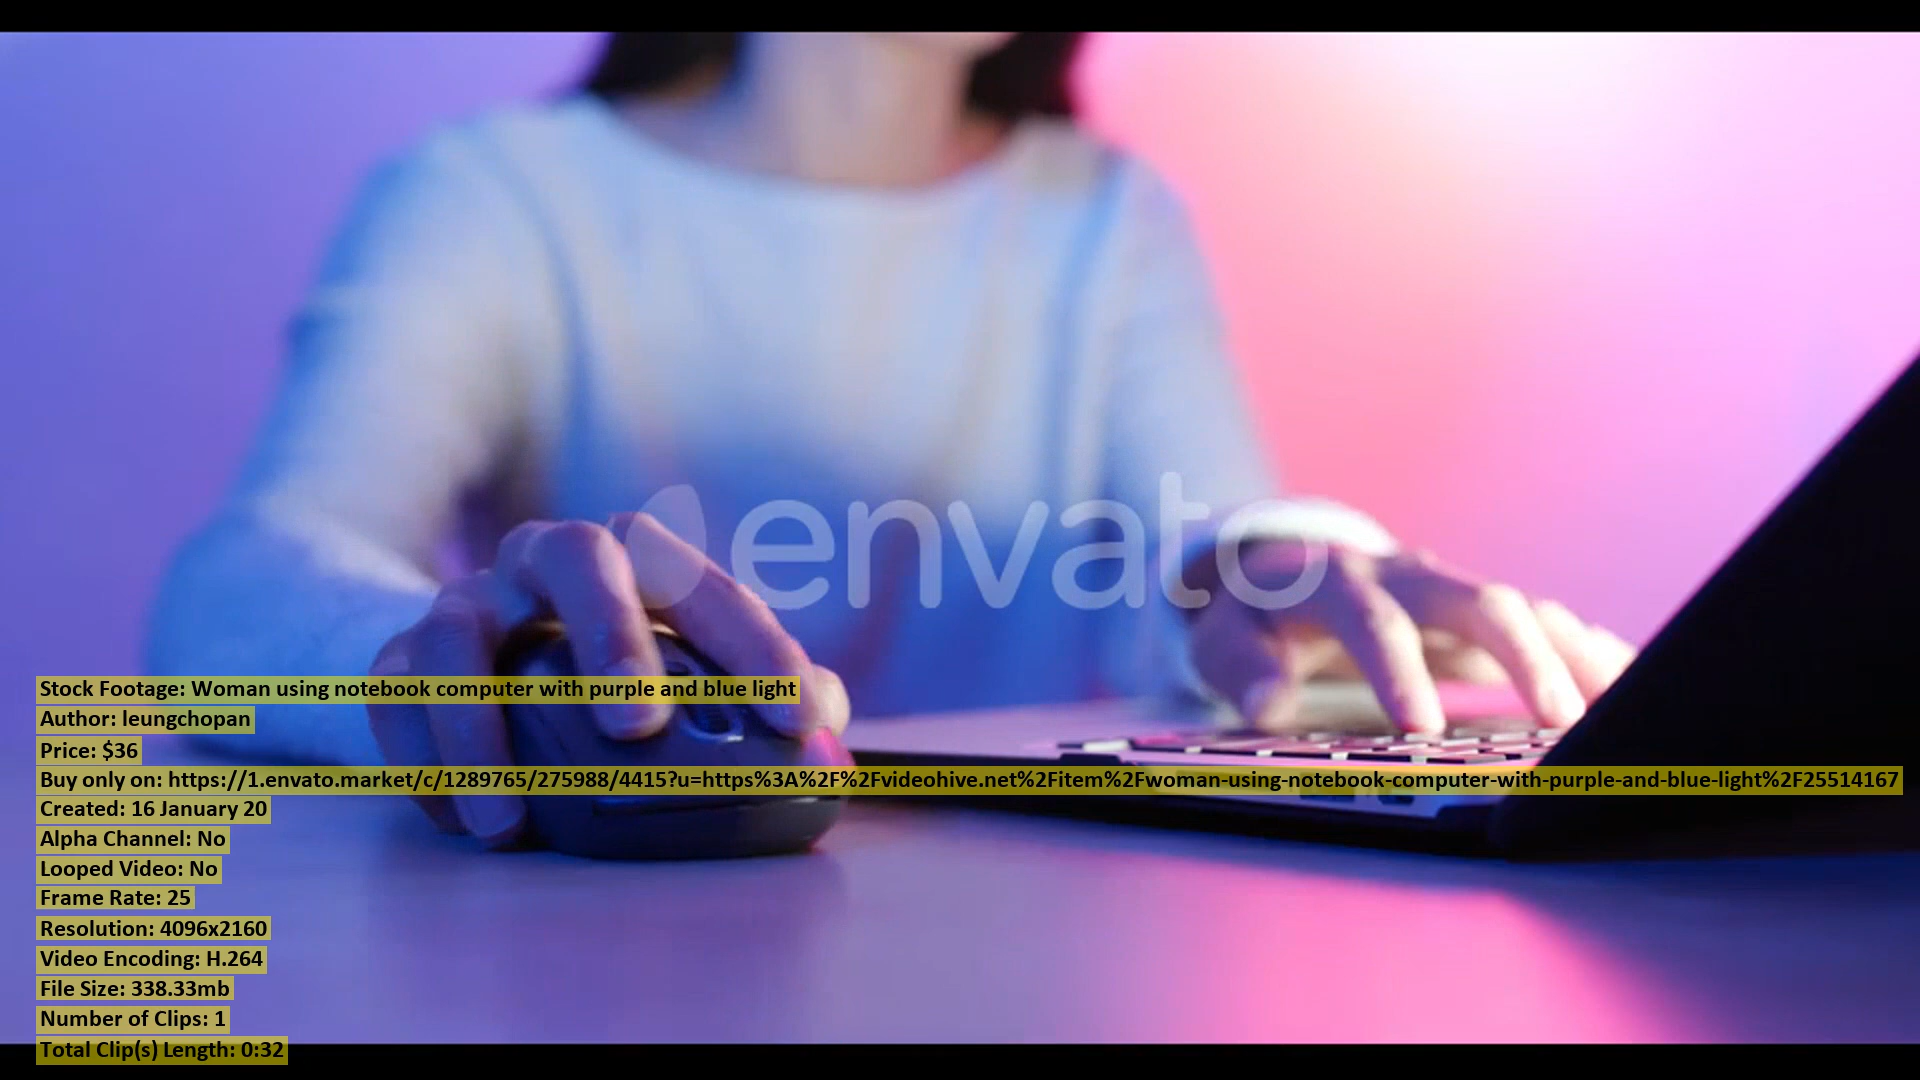 envato
Stock Footage: Woman using notebook computer with purple and blue light
Author: leungchopan
Price: $36
Buy only on: https://1.envato.market/c/1289765/275988/4415?u=https%3A%2F%2Fvideohive.net%2Fitem%2Fwoman-using-notebook-computer-with-purple-and-blue-light%2F25514167
Created: 16 January 20
Alpha Channel: No
Looped Video: No
Frame Rate: 25
Resolution: 4096x2160
Video Encoding: H.264
File Size: 338.33mb
Number of Clips: 1
Total Clip(s) Length: 0:32